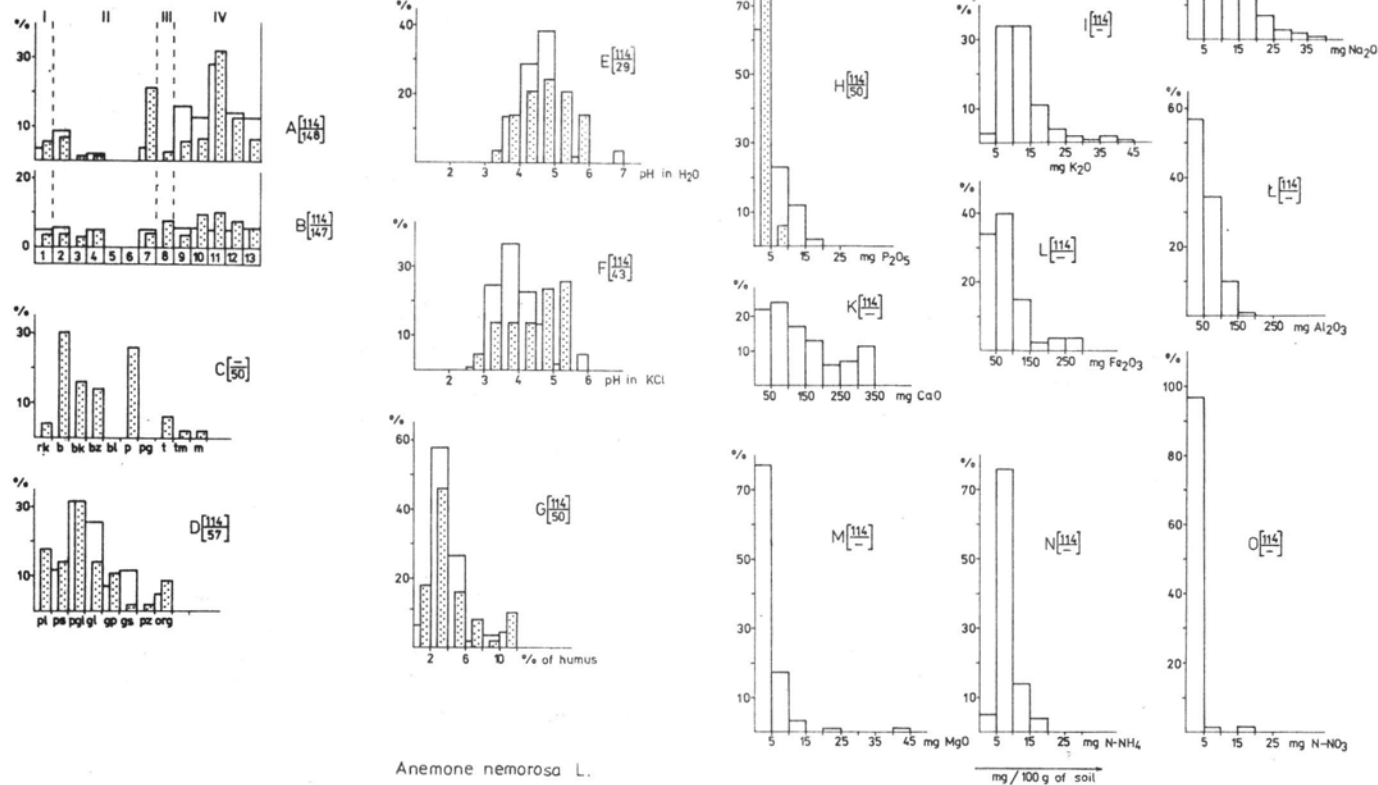 I II III IV
%
30
10
A[114/148]
20
10
0
B[114/147]
1 2 3 4 5 6 7 8 9 10 11 12 13
%
30
10
C[-/50]
rk b bk bz bl p pg t tm m
%
30
10
D[114/57]
pl ps pgl gl gp gs pz org
%
40
20
E[114/29]
2 3 4 5 6 7 pH in H₂O
%
30
10
F[114/43]
2 3 4 5 6 pH in KCl
%
60
40
20
G[114/50]
2 6 10 % of humus
70
50
30
10
H[114/50]
5 15 25 mg P₂O₅
%
20
10
K[114/-]
50 150 250 350 mg CaO
%
70
50
30
10
M[114/-]
5 15 25 35 45 mg MgO
30
10
I[114/-]
5 15 25 35 45
mg K₂O
%
40
20
L[114/-]
50 150 250 mg Fe₂O₃
%
70
50
30
10
N[114/-]
5 15 25 mg N-NH₄
5 15 25 35 mg Na₂O
%
60
40
20
Ł[114/-]
50 150 250 mg Al₂O₃
%
100
80
60
40
20
O[114/-]
5 15 25 mg N-NO₃
Anemone nemorosa L.
mg/100 g of soil